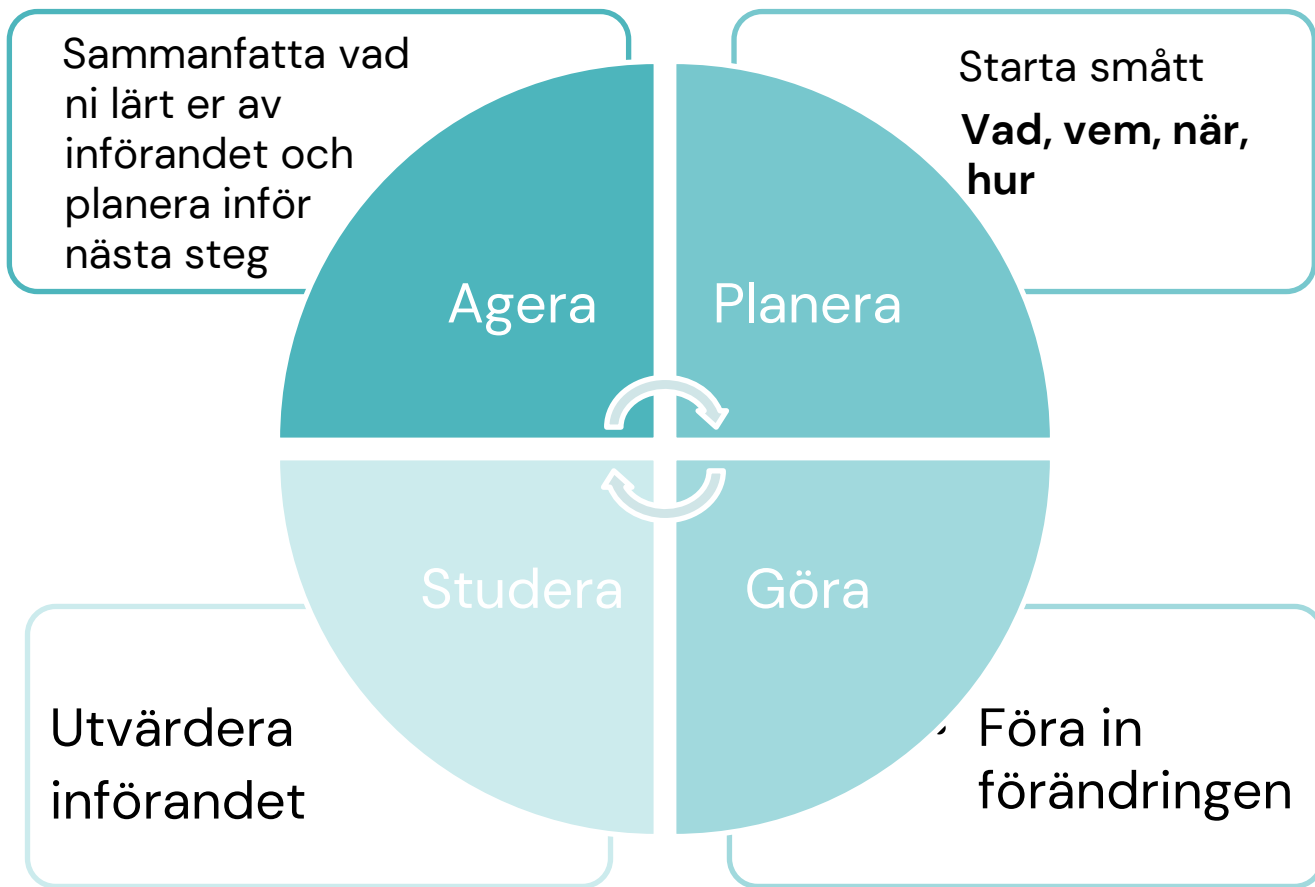 Sammanfatta vad
ni lärt er av
införandet och
planera inför
nästa steg
Starta smått
Vad, vem, när,
hur
Agera
Planera
Studera
Göra
Utvärdera
införandet
Föra in
förändringen